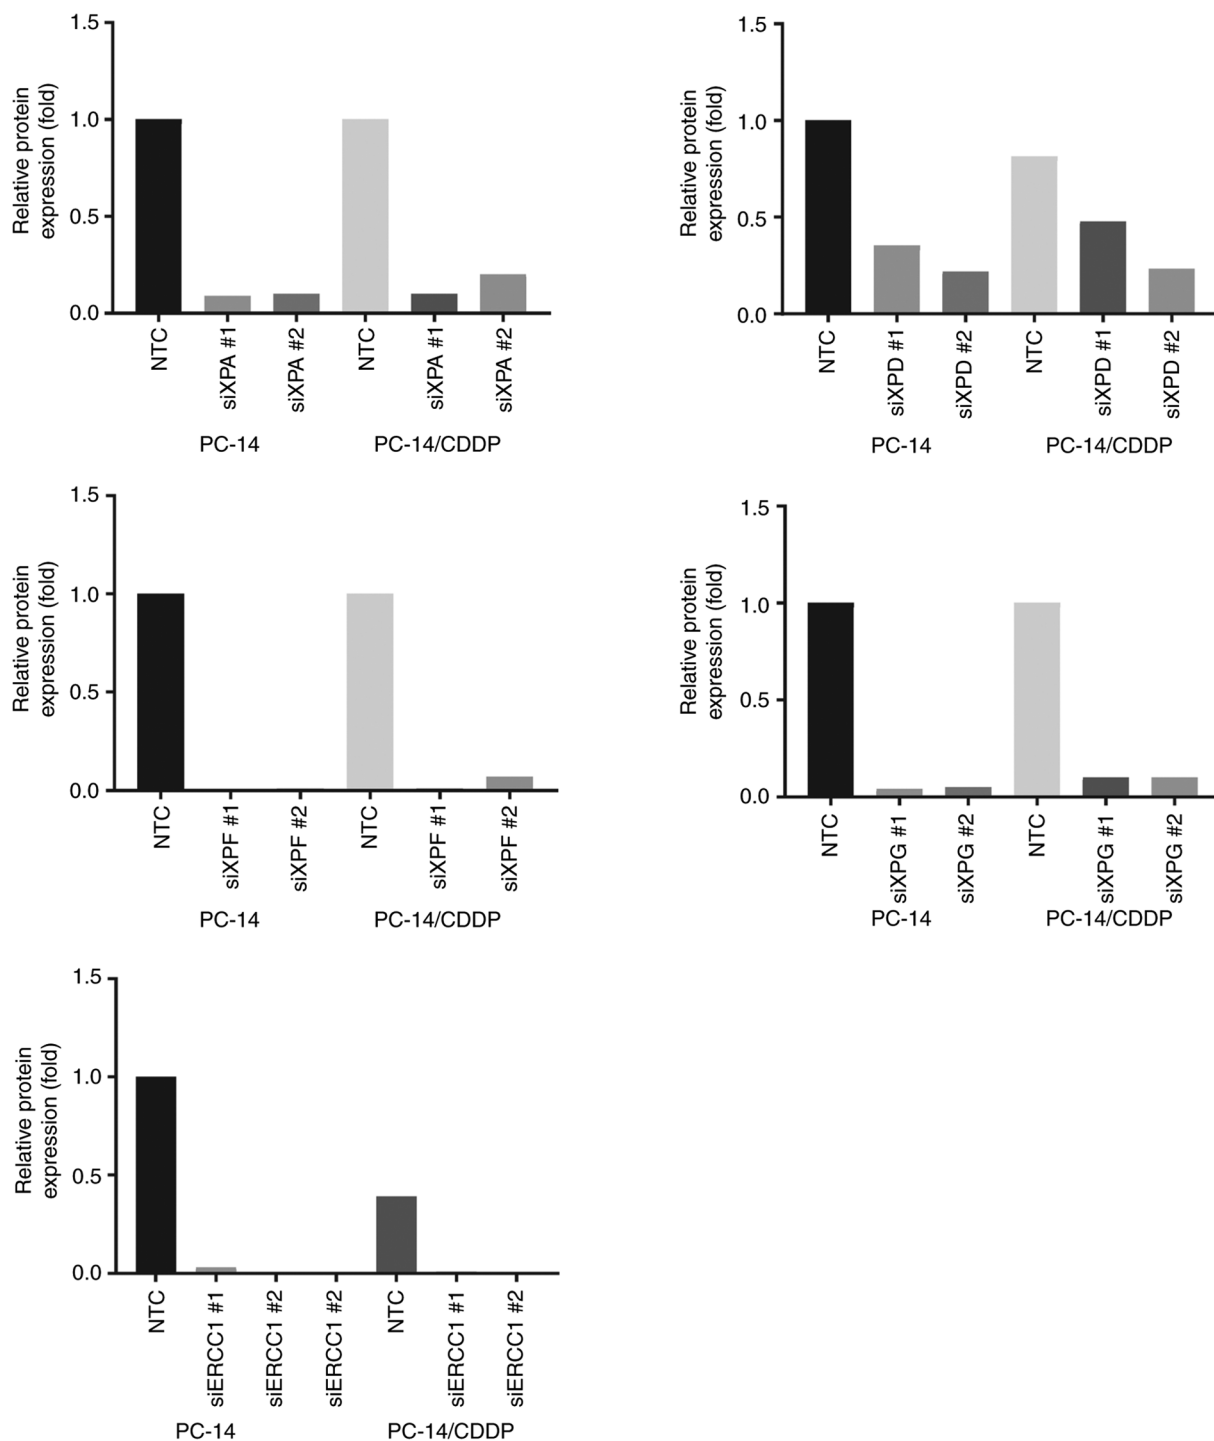 Relative protein
expression (fold)
1.5
1.0
0.5
0.0
NTC
siXPA #1
siXPA #2
NTC
siXPA #1
siXPA #2
PC-14
PC-14/CDDP
Relative protein
expression (fold)
1.5
1.0
0.5
0.0
NTC
siXPD #1
siXPD #2
NTC
siXPD #1
siXPD #2
PC-14
PC-14/CDDP
Relative protein
expression (fold)
1.5
1.0
0.5
0.0
NTC
siXPF #1
siXPF #2
NTC
siXPF #1
siXPF #2
PC-14
PC-14/CDDP
Relative protein
expression (fold)
1.5
1.0
0.5
0.0
NTC
siXPG #1
siXPG #2
NTC
siXPG #1
siXPG #2
PC-14
PC-14/CDDP
Relative protein
expression (fold)
1.5
1.0
0.5
0.0
NTC
siERCC1 #1
siERCC1 #2
siERCC1 #2
NTC
siERCC1 #1
siERCC1 #2
PC-14
PC-14/CDDP